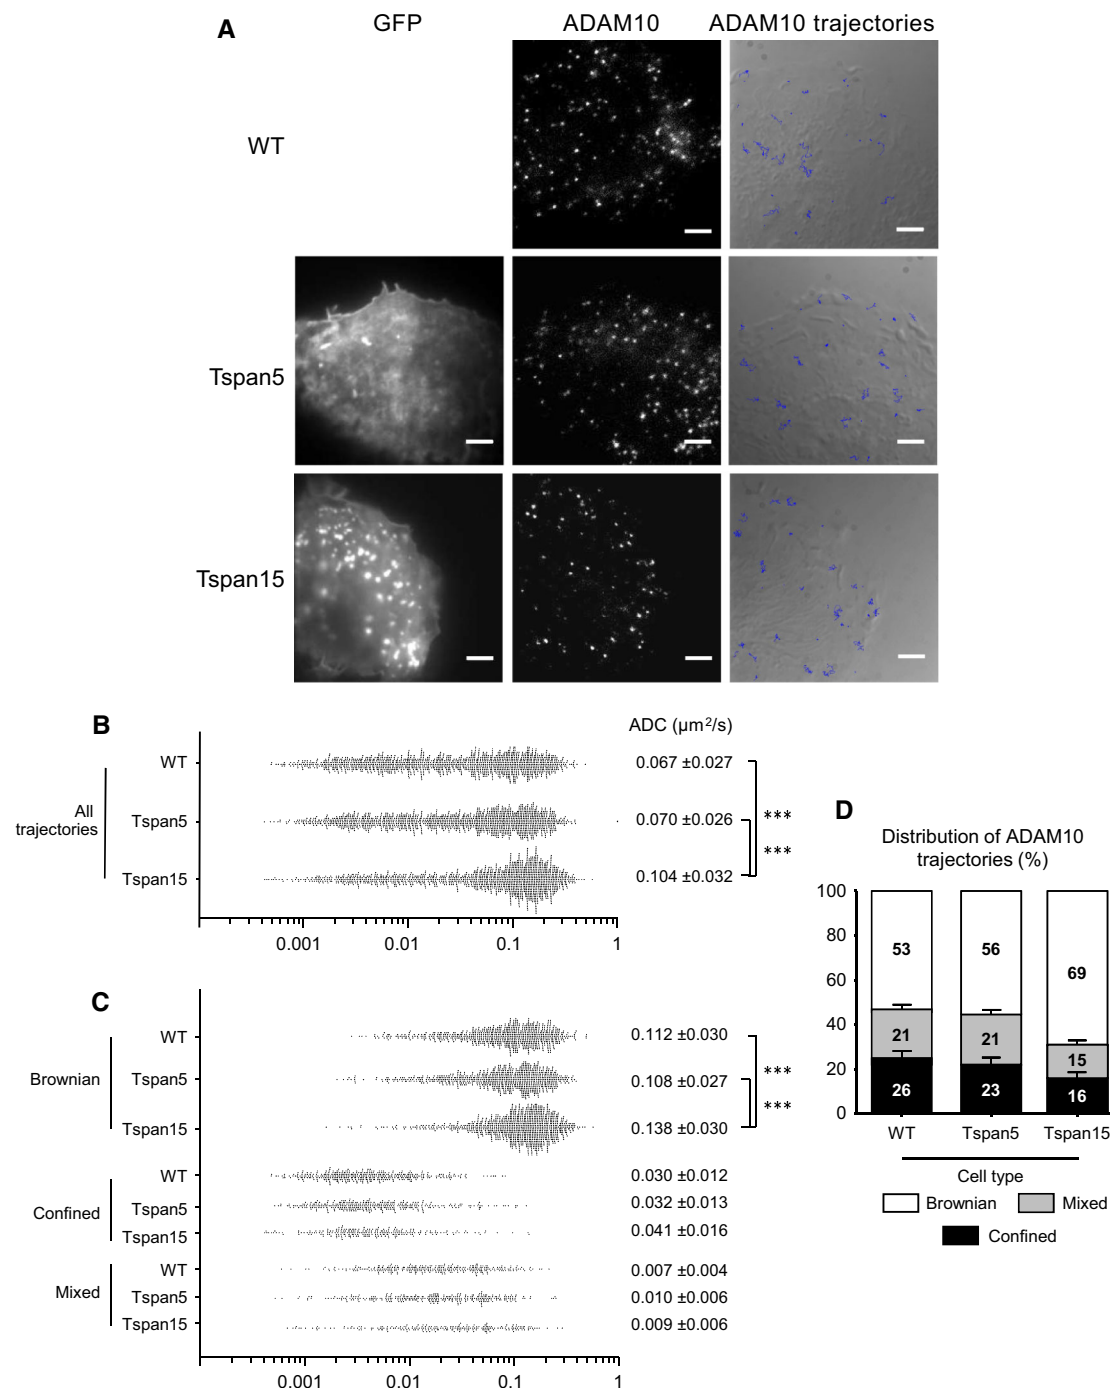 A
GFP
ADAM10
ADAM10 trajectories
WT
Tspan5
Tspan15
B
ADC (µm²/s)
All
trajectories
WT
0.067 ±0.027
Tspan5
0.070 ±0.026
Tspan15
0.104 ±0.032
***
***
0.001
0.01
0.1
1
C
Brownian
WT
0.112 ±0.030
Tspan5
0.108 ±0.027
Tspan15
0.138 ±0.030
***
***
Confined
WT
0.030 ±0.012
Tspan5
0.032 ±0.013
Tspan15
0.041 ±0.016
Mixed
WT
0.007 ±0.004
Tspan5
0.010 ±0.006
Tspan15
0.009 ±0.006
0.001
0.01
0.1
1
D
Distribution of ADAM10
trajectories (%)
100
80
60
40
20
0
53
21
26
56
21
23
69
15
16
WT
Tspan5
Tspan15
Cell type
Brownian
Mixed
Confined